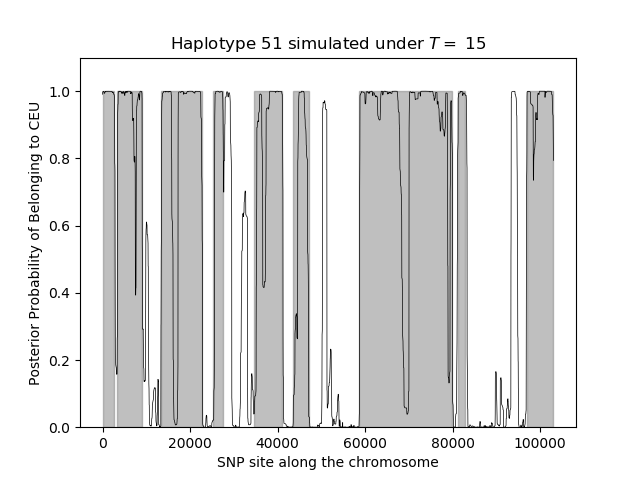 Haplotype 51 simulated under T = 15
Posterior Probability of Belonging to CEU
1.0
0.8
0.6
0.4
0.2
0.0
0 20000 40000 60000 80000 100000
SNP site along the chromosome